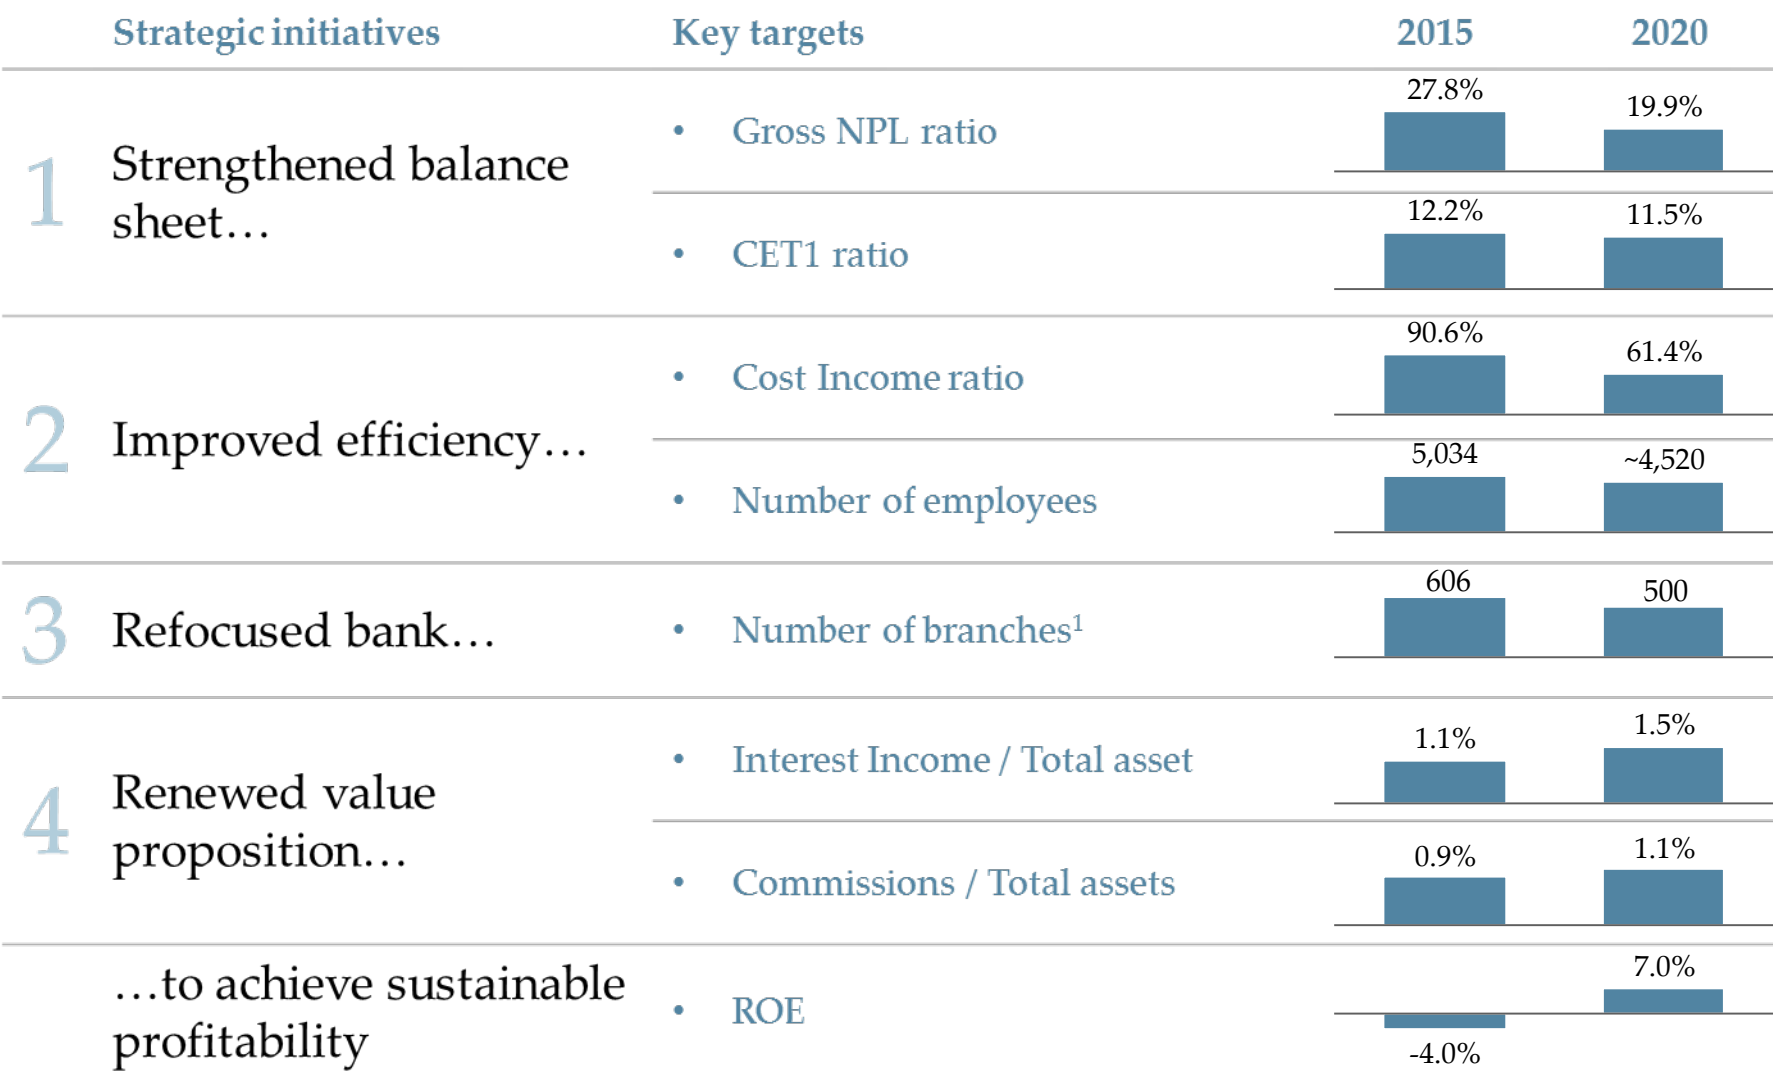 Strategic initiatives Key targets 2015 2020
1 Strengthened balance
sheet…
• Gross NPL ratio 27.8% 19.9%
• CET1 ratio 12.2% 11.5%
2 Improved efficiency…
• Cost Income ratio 90.6% 61.4%
• Number of employees 5,034 ~4,520
3 Refocused bank…
• Number of branches¹ 606 500
4 Renewed value
proposition…
• Interest Income / Total asset 1.1% 1.5%
• Commissions / Total assets 0.9% 1.1%
…to achieve sustainable
profitability
• ROE -4.0% 7.0%